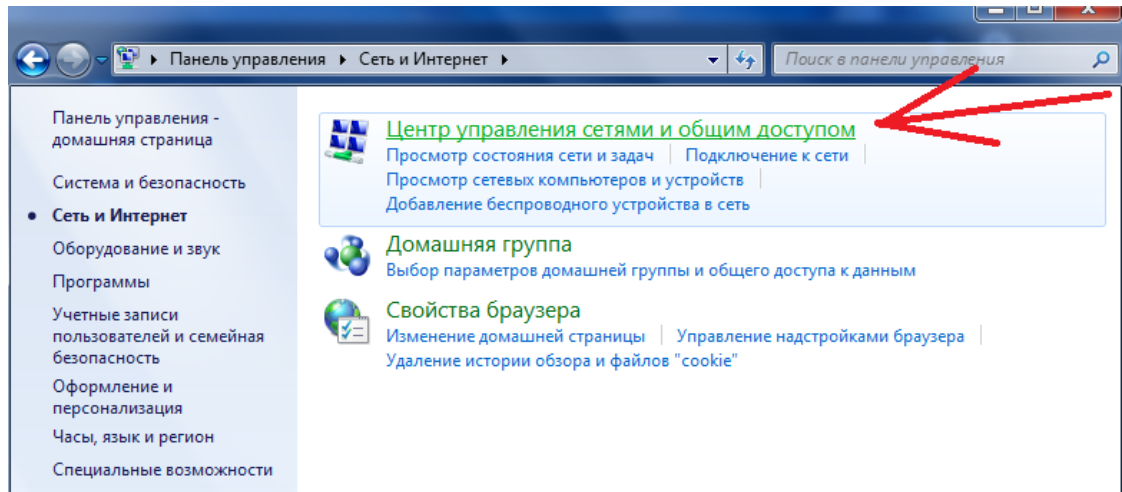 Панель управления ▸ Сеть и Интернет ▸
Поиск в панели управления
Панель управления -
домашняя страница
Система и безопасность
• Сеть и Интернет
Оборудование и звук
Программы
Учетные записи
пользователей и семейная
безопасность
Оформление и
персонализация
Часы, язык и регион
Специальные возможности
Центр управления сетями и общим доступом
Просмотр состояния сети и задач | Подключение к сети
Просмотр сетевых компьютеров и устройств
Добавление беспроводного устройства в сеть
Домашняя группа
Выбор параметров домашней группы и общего доступа к данным
Свойства браузера
Изменение домашней страницы | Управление надстройками браузера
Удаление истории обзора и файлов "cookie"